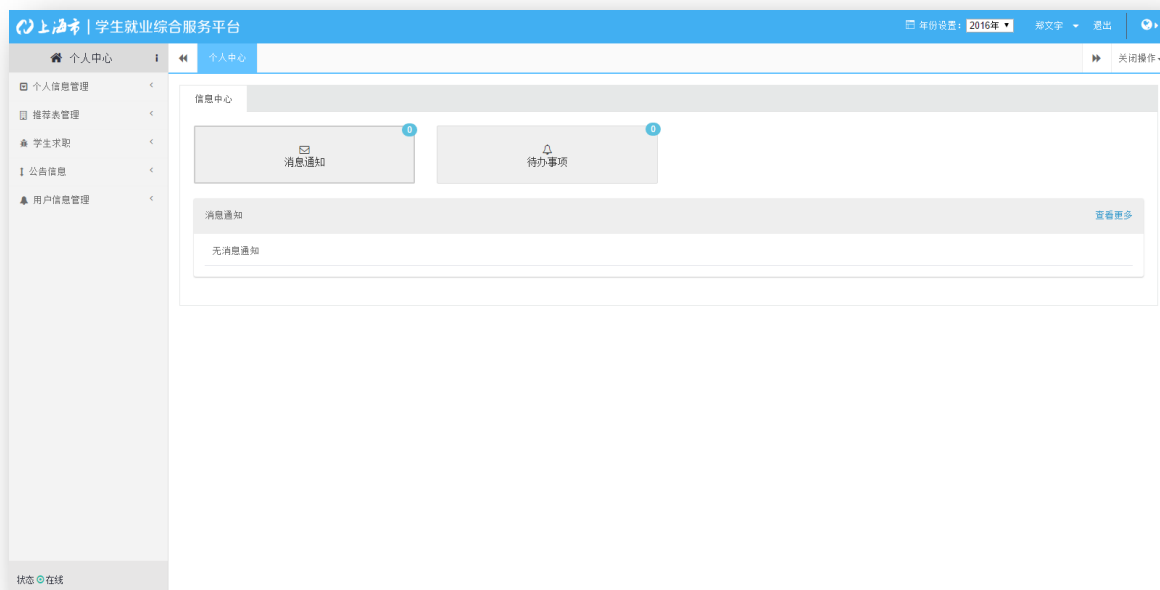 上海市 | 学生就业综合服务平台
年份设置： 2016年 郑文宇 退出
个人中心
个人中心
关闭操作
个人信息管理
推荐表管理
学生求职
公告信息
用户信息管理
信息中心
0
消息通知
0
待办事项
消息通知
查看更多
无消息通知
状态 在线